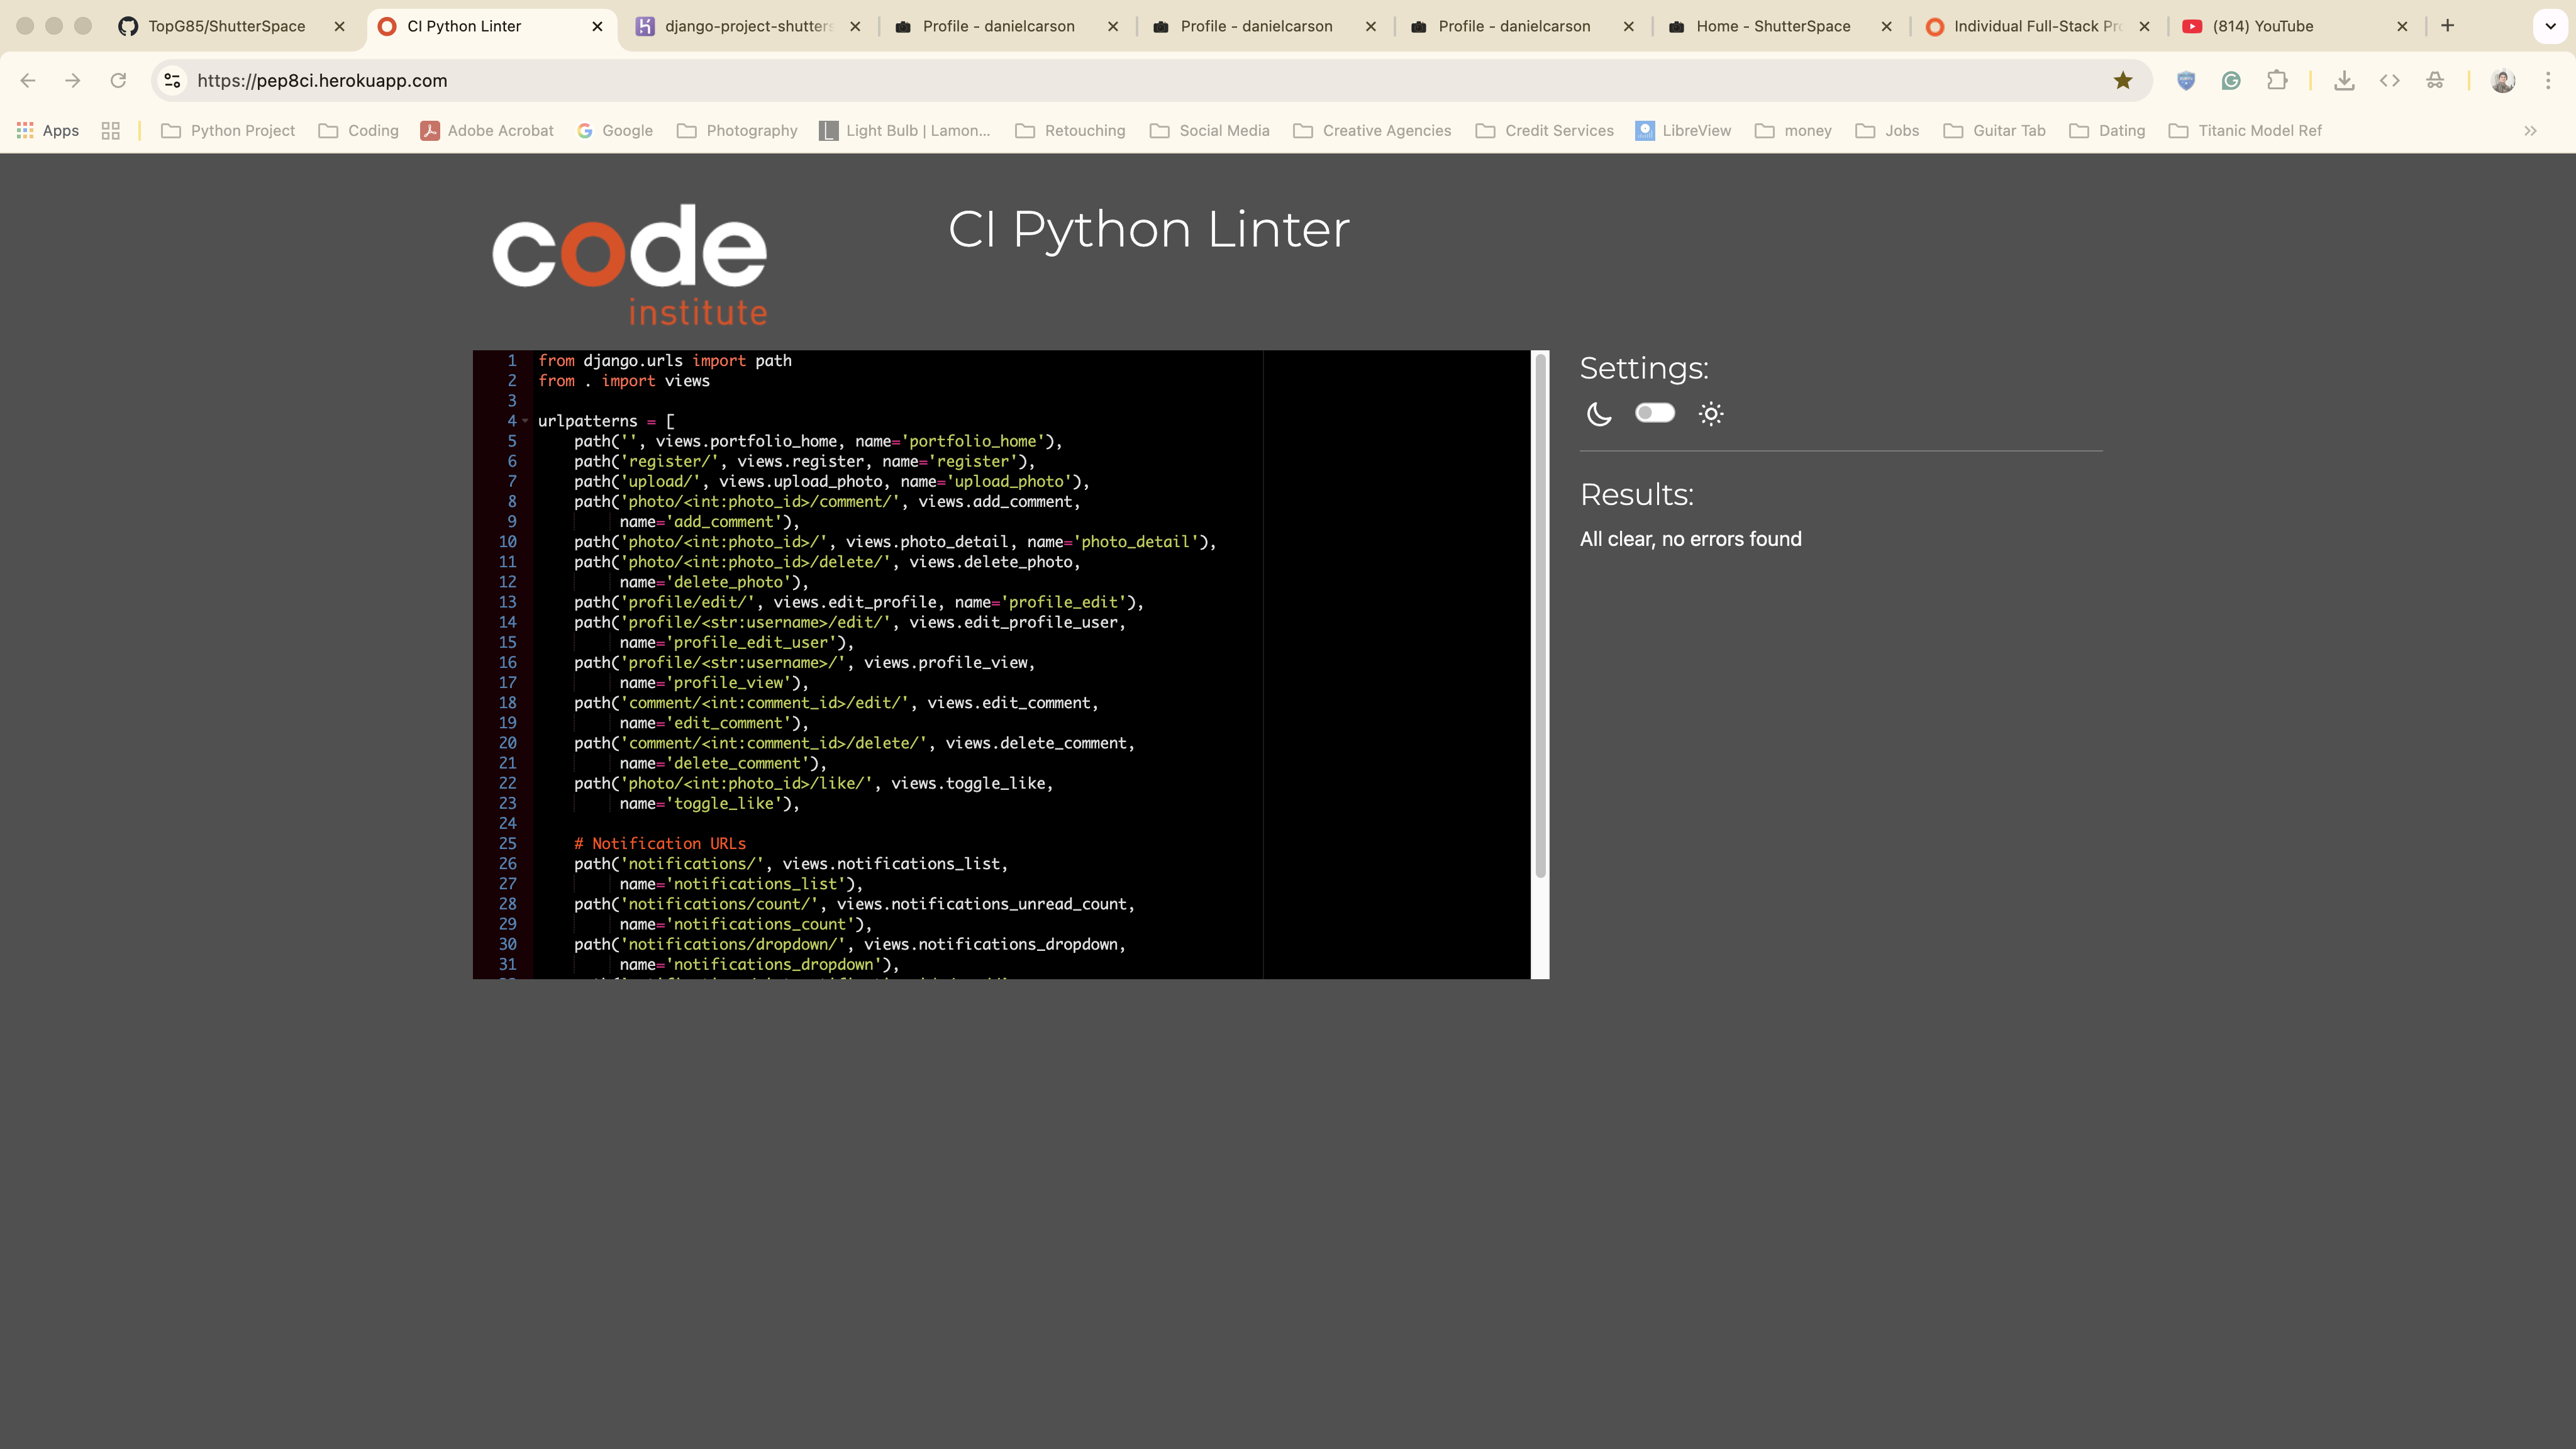 TopG85/ShutterSpace
CI Python Linter
django-project-shutters
Profile - danielcarson
Profile - danielcarson
Profile - danielcarson
Home - ShutterSpace
Individual Full-Stack Pro
(814) YouTube
https://pep8ci.herokuapp.com
Apps
Python Project
Coding
Adobe Acrobat
Google
Photography
Light Bulb | Lamon...
Retouching
Social Media
Creative Agencies
Credit Services
LibreView
money
Jobs
Guitar Tab
Dating
Titanic Model Ref
code
institute
CI Python Linter
1 from django.urls import path
2 from . import views
3
4 urlpatterns = [
5 path('', views.portfolio_home, name='portfolio_home'),
6 path('register/', views.register, name='register'),
7 path('upload/', views.upload_photo, name='upload_photo'),
8 path('photo/<int:photo_id>/comment/', views.add_comment,
9 name='add_comment'),
10 path('photo/<int:photo_id>/', views.photo_detail, name='photo_detail'),
11 path('photo/<int:photo_id>/delete/', views.delete_photo,
12 name='delete_photo'),
13 path('profile/edit/', views.edit_profile, name='profile_edit'),
14 path('profile/<str:username>/edit/', views.edit_profile_user,
15 name='profile_edit_user'),
16 path('profile/<str:username>/', views.profile_view,
17 name='profile_view'),
18 path('comment/<int:comment_id>/edit/', views.edit_comment,
19 name='edit_comment'),
20 path('comment/<int:comment_id>/delete/', views.delete_comment,
21 name='delete_comment'),
22 path('photo/<int:photo_id>/like/', views.toggle_like,
23 name='toggle_like'),
24
25 # Notification URLs
26 path('notifications/', views.notifications_list,
27 name='notifications_list'),
28 path('notifications/count/', views.notifications_unread_count,
29 name='notifications_count'),
30 path('notifications/dropdown/', views.notifications_dropdown,
31 name='notifications_dropdown'),
Settings:
Results:
All clear, no errors found